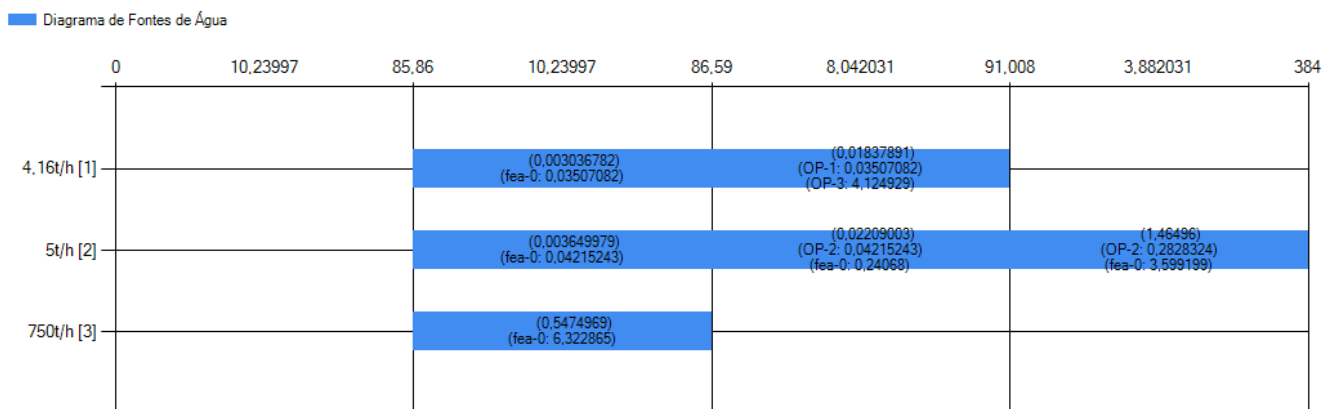 Diagrama de Fontes de Água
0 10,23997 85,86 10,23997 86,59 8,042031 91,008 3,882031 384
4,16t/h [1]
(0,003036782)
(fea-0: 0,03507082)
(0,01837891)
(OP-1: 0,03507082)
(OP-3: 4,124929)
5t/h [2]
(0,003649979)
(fea-0: 0,04215243)
(0,02209003)
(OP-2: 0,04215243)
(fea-0: 0,24068)
(1,46496)
(OP-2: 0,2828324)
(fea-0: 3,599199)
750t/h [3]
(0,5474969)
(fea-0: 6,322865)